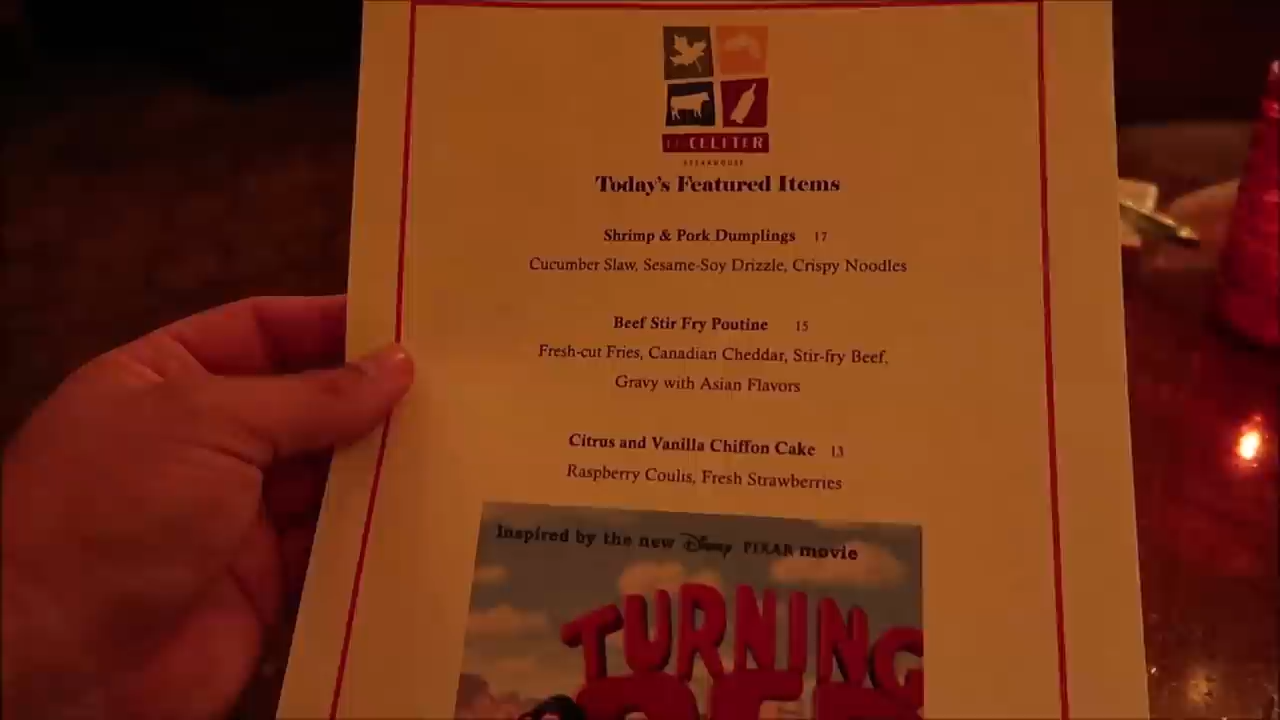 LE CELLIER
STEAKHOUSE
Today's Featured Items
Shrimp & Pork Dumplings 17
Cucumber Slaw, Sesame-Soy Drizzle, Crispy Noodles
Beef Stir Fry Poutine 15
Fresh-cut Fries, Canadian Cheddar, Stir-fry Beef,
Gravy with Asian Flavors
Citrus and Vanilla Chiffon Cake 13
Raspberry Coulis, Fresh Strawberries
Inspired by the new Disney PIXAR movie
TURNING
RED